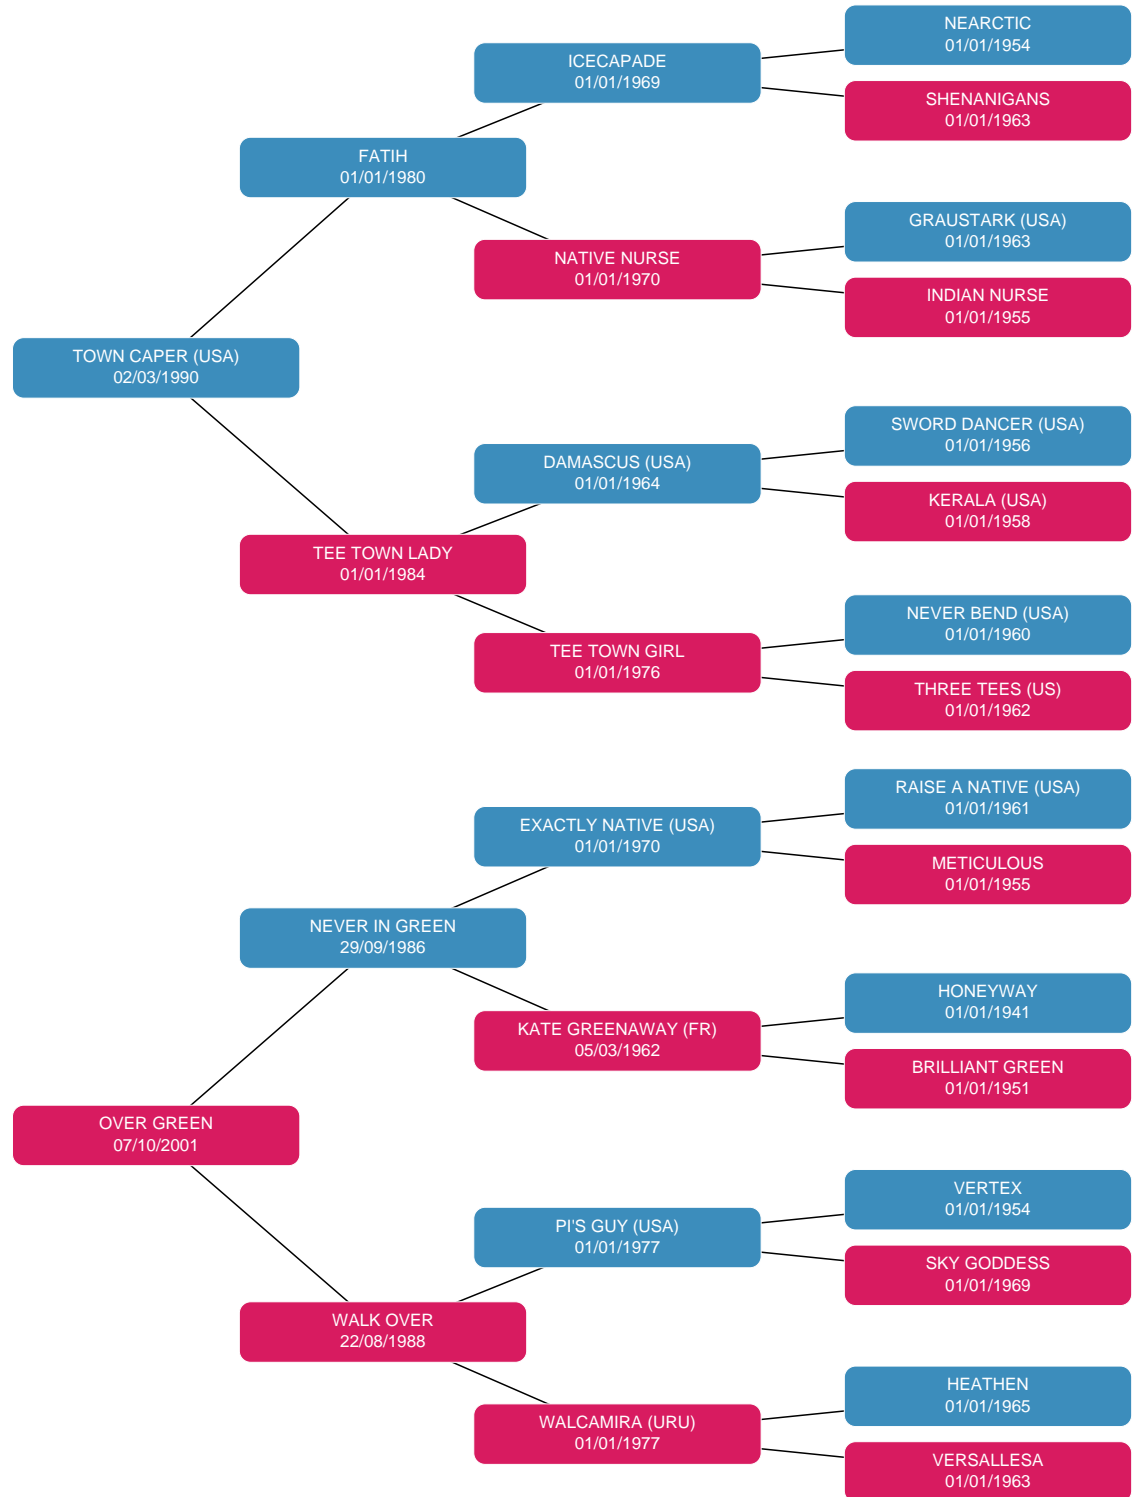 NEARCTIC
01/01/1954
ICECAPADE
01/01/1969
SHENANIGANS
01/01/1963
FATIH
01/01/1980
GRAUSTARK (USA)
01/01/1963
NATIVE NURSE
01/01/1970
INDIAN NURSE
01/01/1955
TOWN CAPER (USA)
02/03/1990
SWORD DANCER (USA)
01/01/1956
DAMASCUS (USA)
01/01/1964
KERALA (USA)
01/01/1958
TEE TOWN LADY
01/01/1984
NEVER BEND (USA)
01/01/1960
TEE TOWN GIRL
01/01/1976
THREE TEES (US)
01/01/1962
RAISE A NATIVE (USA)
01/01/1961
EXACTLY NATIVE (USA)
01/01/1970
METICULOUS
01/01/1955
NEVER IN GREEN
29/09/1986
HONEYWAY
01/01/1941
KATE GREENAWAY (FR)
05/03/1962
BRILLIANT GREEN
01/01/1951
OVER GREEN
07/10/2001
VERTEX
01/01/1954
PI'S GUY (USA)
01/01/1977
SKY GODDESS
01/01/1969
WALK OVER
22/08/1988
HEATHEN
01/01/1965
WALCAMIRA (URU)
01/01/1977
VERSALLESA
01/01/1963